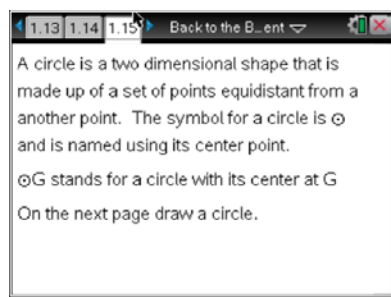 1.13 1.14 1.15 Back to the B…ent
A circle is a two dimensional shape that is
made up of a set of points equidistant from a
another point. The symbol for a circle is ⊙
and is named using its center point.
⊙G stands for a circle with its center at G
On the next page draw a circle.